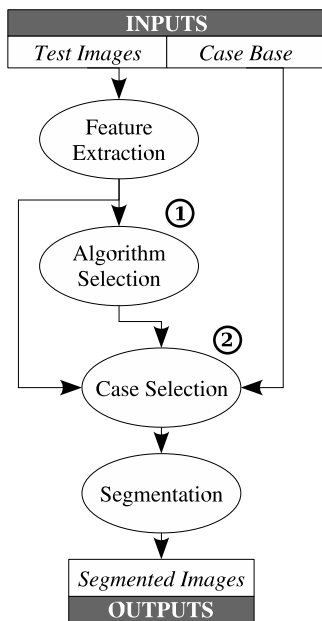 INPUTS
Test Images Case Base
Feature
Extraction
1
Algorithm
Selection
2
Case Selection
Segmentation
Segmented Images
OUTPUTS